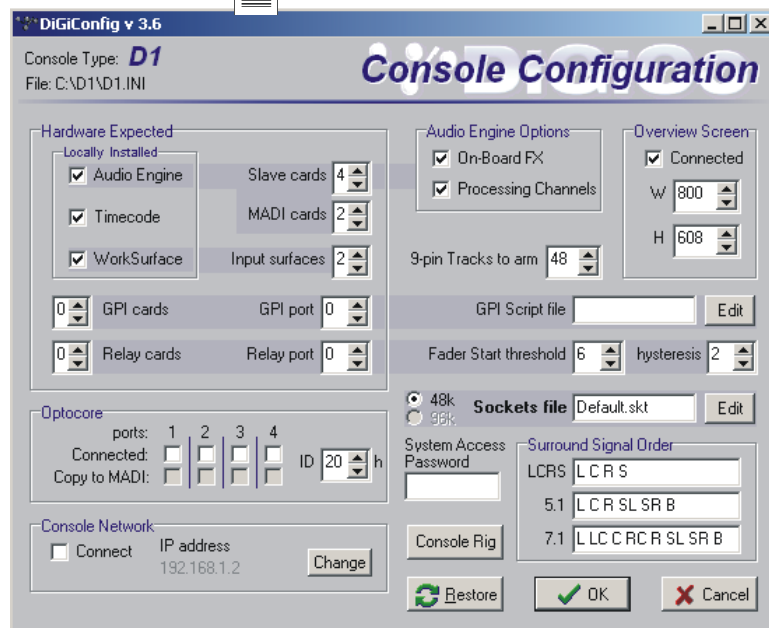 DiGiConfig v 3.6
Console Type: D1
File: C:\D1\D1.INI
DiGiCo
Console Configuration
Hardware Expected
Locally Installed
Audio Engine
Slave cards 4
Timecode
MADI cards 2
WorkSurface
Input surfaces 2
0 GPI cards
GPI port 0
0 Relay cards
Relay port 0
Audio Engine Options
On-Board FX
Processing Channels
Overview Screen
Connected
W 800
H 608
9-pin Tracks to arm 48
GPI Script file
Edit
Fader Start threshold 6 hysteresis 2
48k
96k
Sockets file Default.skt
Edit
Optocore
ports: 1 2 3 4
Connected:
Copy to MADI:
ID 20 h
System Access
Password
Surround Signal Order
LCRS L C R S
5.1 L C R SL SR B
7.1 L LC C RC R SL SR B
Console Network
Connect
IP address
192.168.1.2
Change
Console Rig
Restore
OK
Cancel